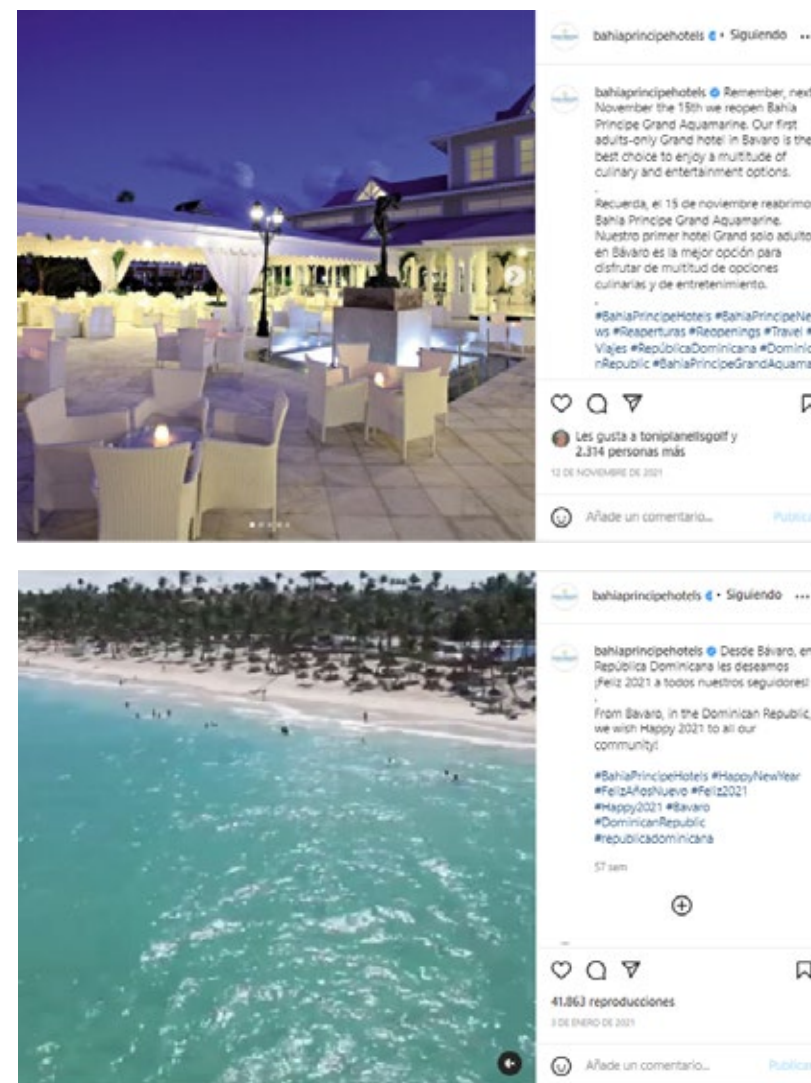 bahiaprincipehotels • Siguiendo ...
bahiaprincipehotels Remember, next
November the 15th we reopen Bahia
Principe Grand Aquamarine. Our first
adults-only Grand hotel in Bavaro is the
best choice to enjoy a multitude of
culinary and entertainment options.
.
Recuerda, el 15 de noviembre reabrimo
Bahia Principe Grand Aquamarine.
Nuestro primer hotel Grand solo adulto
en Bávaro es la mejor opción para
disfrutar de multitud de opciones
culinarias y de entretenimiento.
.
#BahiaPrincipeHotels #BahiaPrincipeNe
ws #Reaperturas #Reopenings #Travel #
Viajes #RepúblicaDominicana #Dominic
nRepublic #BahiaPrincipeGrandAquama
Les gusta a toniplanellsgolf y
2.314 personas más
12 DE NOVIEMBRE DE 2021
Añade un comentario... Publica
bahiaprincipehotels • Siguiendo ...
bahiaprincipehotels Desde Bávaro, en
República Dominicana les deseamos
¡Feliz 2021 a todos nuestros seguidores!
.
From Bavaro, in the Dominican Republic,
we wish Happy 2021 to all our
community!
#BahiaPrincipeHotels #HappyNewYear
#FelizAñosNuevo #Feliz2021
#Happy2021 #Bavaro
#DominicanRepublic
#republicadominicana
57 sem
41.863 reproducciones
3 DE ENERO DE 2021
Añade un comentario... Publica